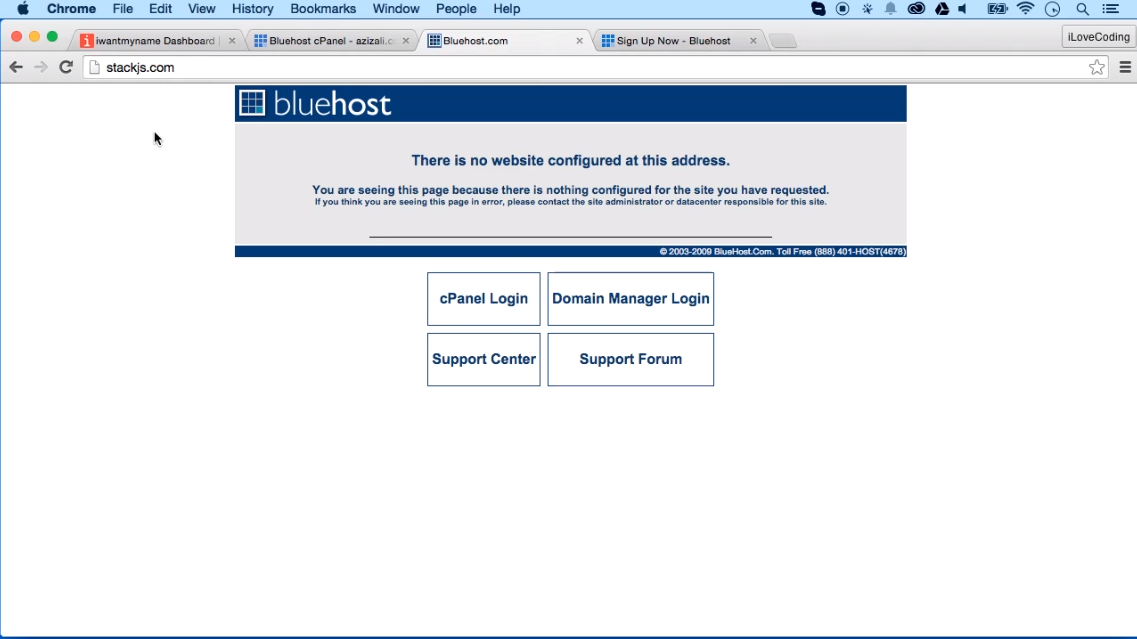 Chrome File Edit View History Bookmarks Window People Help
iwantmyname Dashboard
Bluehost cPanel - azizali.c
Bluehost.com
Sign Up Now - Bluehost
iLoveCoding
stackjs.com
bluehost
There is no website configured at this address.
You are seeing this page because there is nothing configured for the site you have requested.
If you think you are seeing this page in error, please contact the site administrator or datacenter responsible for this site.
© 2003-2009 BlueHost.Com. Toll Free (888) 401-HOST(4678)
cPanel Login
Domain Manager Login
Support Center
Support Forum